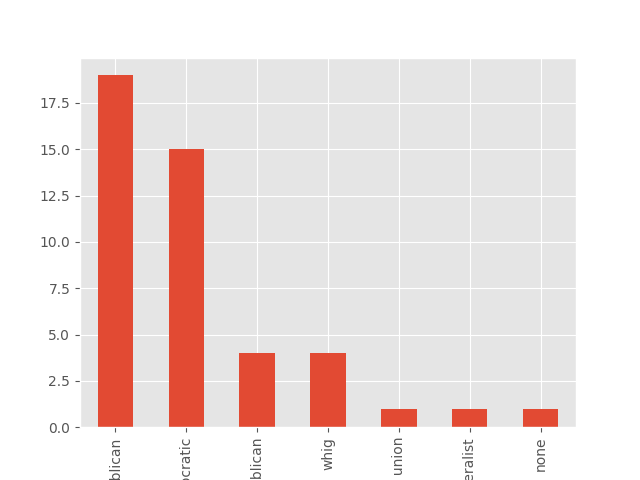 17.5
15.0
12.5
10.0
7.5
5.0
2.5
0.0
blican
ocratic
blican
whig
union
eralist
none